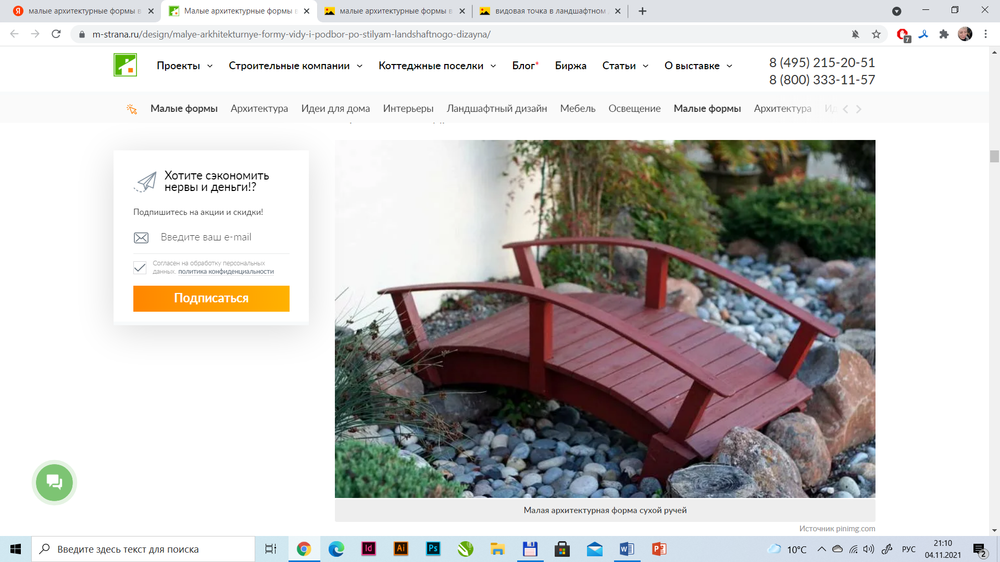 малые архитектурные формы в
Малые архитектурные формы в
малые архитектурные формы в
видовая точка в ландшафтном
m-strana.ru/design/malye-arkhitekturnye-formy-vidy-i-podbor-po-stilyam-landshaftnogo-dizayna/
7
Проекты
Строительные компании
Коттеджные поселки
Блог*
Биржа
Статьи
О выставке
8 (495) 215-20-51
8 (800) 333-11-57
Малые формы
Архитектура
Идеи для дома
Интерьеры
Ландшафтный дизайн
Мебель
Освещение
Малые формы
Архитектура
Ид
Хотите сэкономить
нервы и деньги!?
Подпишитесь на акции и скидки!
Введите ваш e-mail
Согласен на обработку персональных
данных. политика конфиденциальности
Подписаться
Малая архитектурная форма сухой ручей
Источник pinimg.com
Введите здесь текст для поиска
Id
Ai
Ps
10°C
РУС
21:10
04.11.2021
2